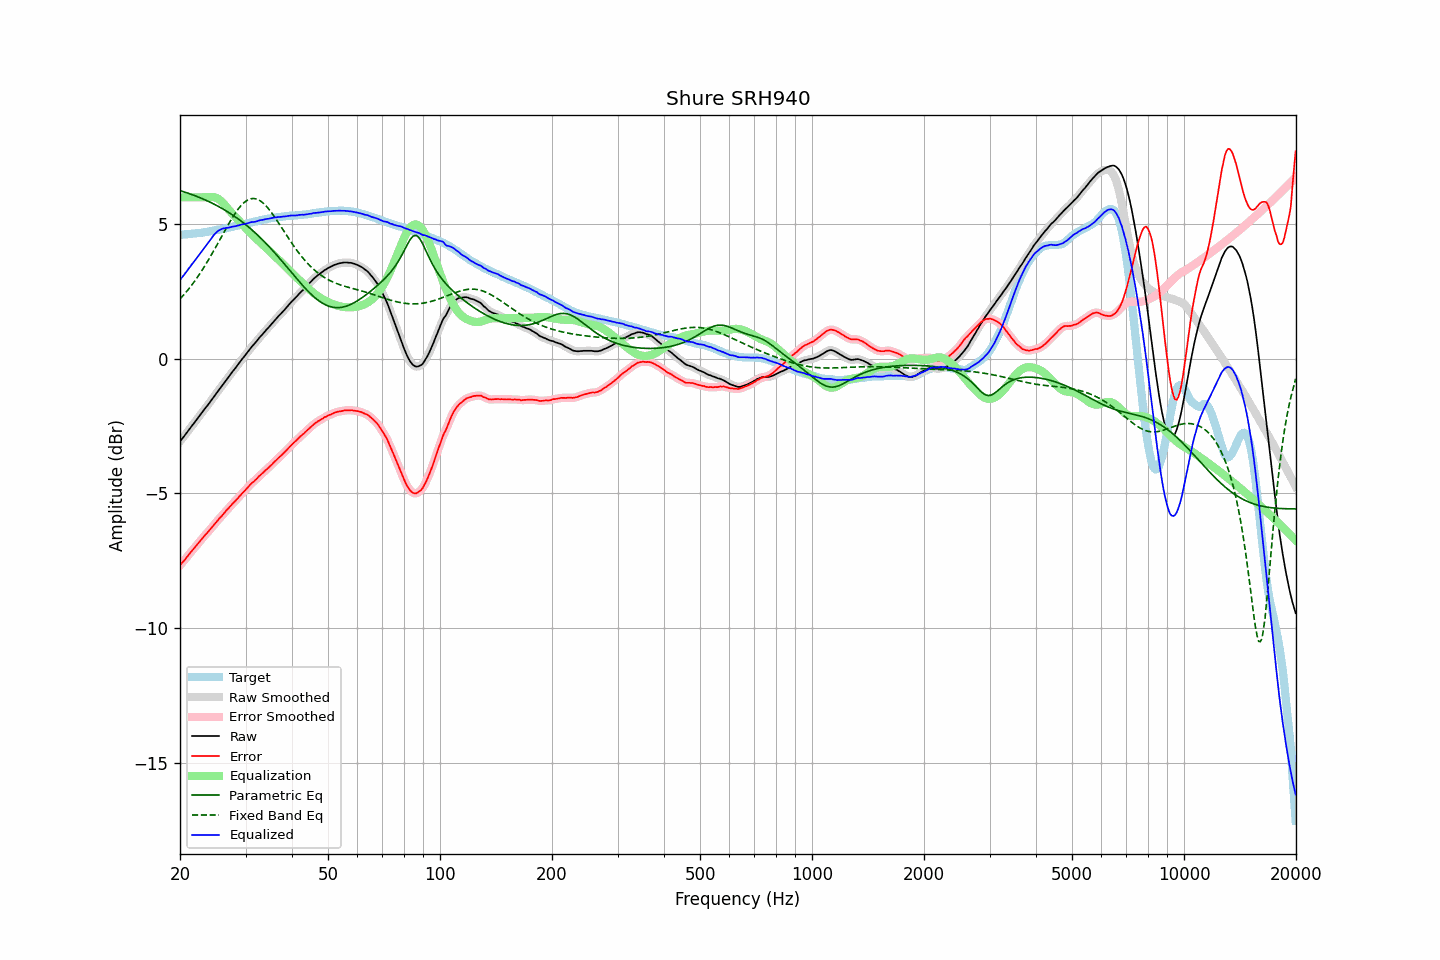 Shure SRH940
Amplitude (dBr)
5
0
−5
−10
−15
Target
Raw Smoothed
Error Smoothed
Raw
Error
Equalization
Parametric Eq
Fixed Band Eq
Equalized
20 50 100 200 500 1000 2000 5000 10000 20000
Frequency (Hz)